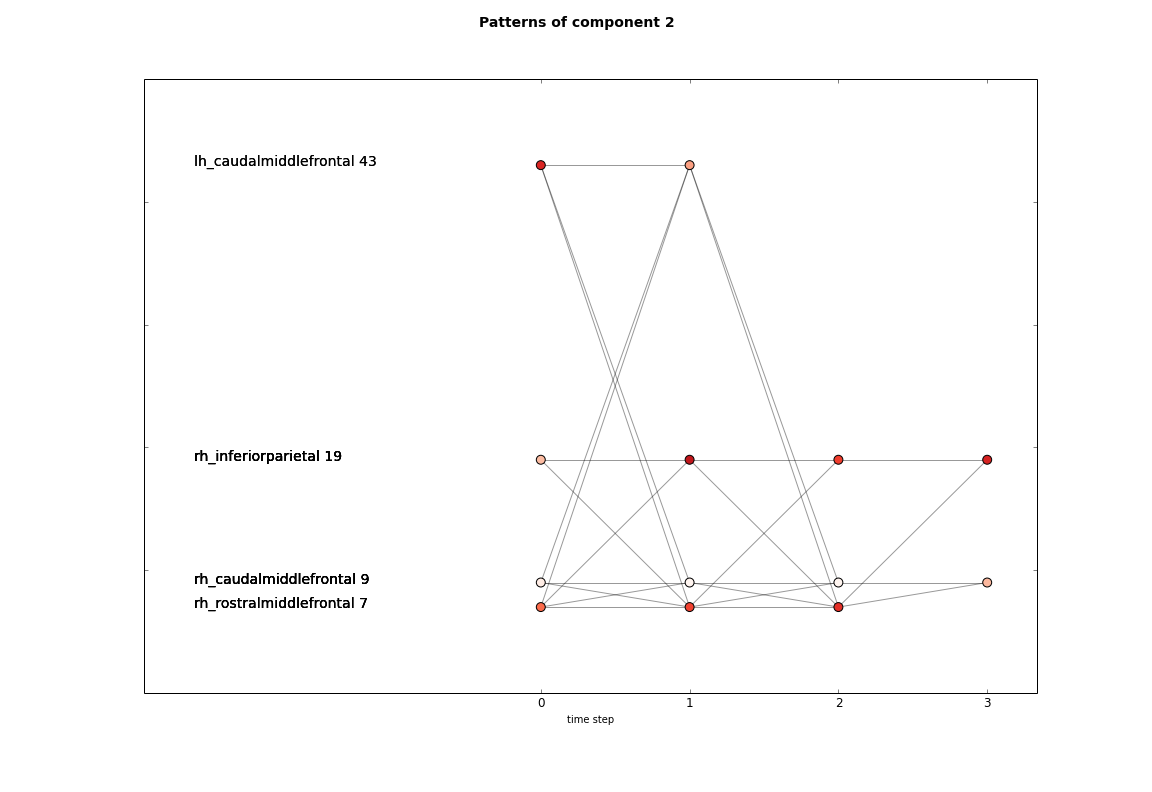 Patterns of component 2
lh_caudalmiddlefrontal 43
rh_inferiorparietal 19
rh_caudalmiddlefrontal 9
rh_rostralmiddlefrontal 7
0 1 2 3
time step